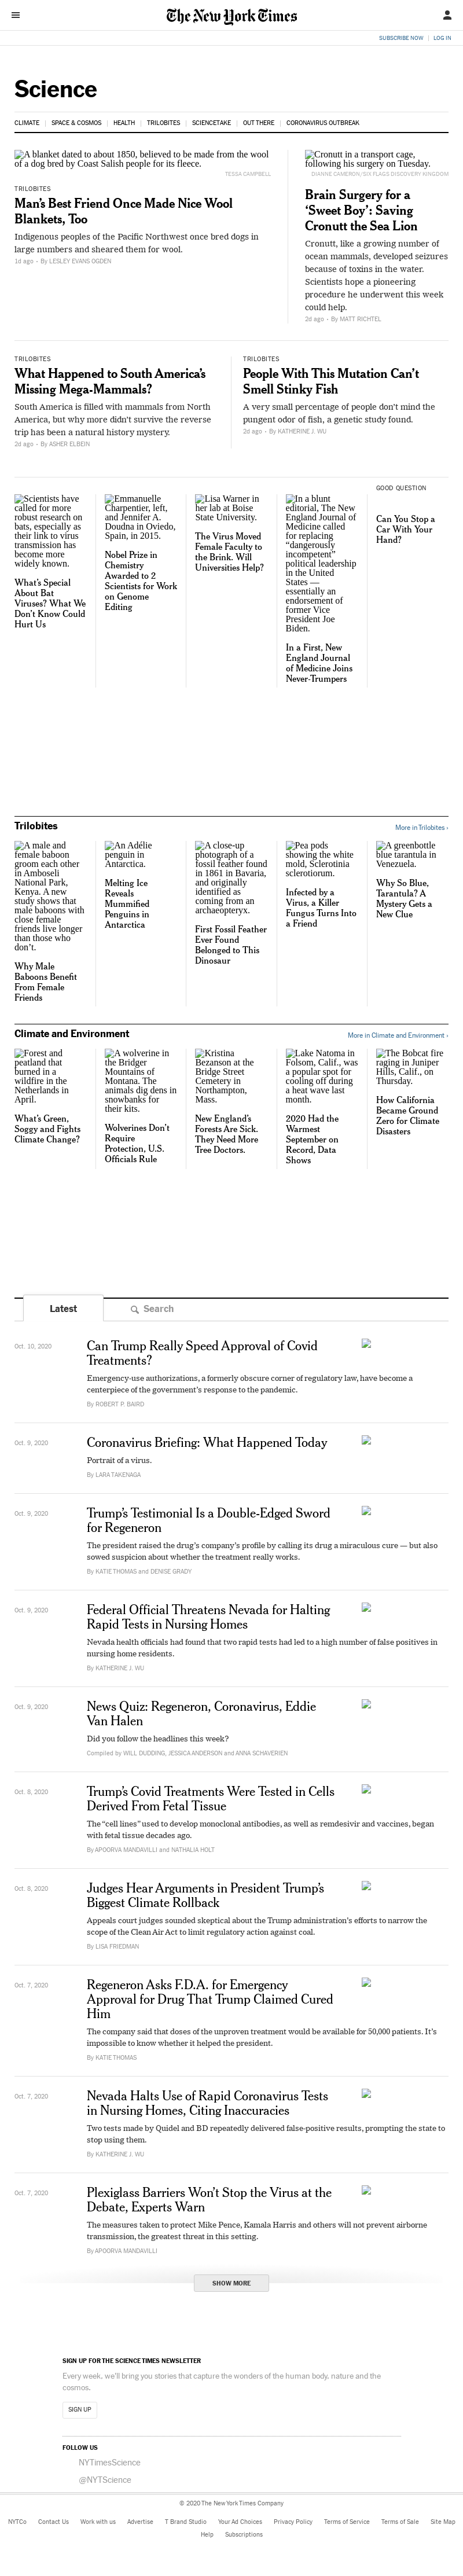 The New York Times
SUBSCRIBE NOW | LOG IN
Science
CLIMATE | SPACE & COSMOS | HEALTH | TRILOBITES | SCIENCETAKE | OUT THERE | CORONAVIRUS OUTBREAK
A blanket dated to about 1850, believed to be made from the wool
of a dog breed by Coast Salish people for its fleece.
TESSA CAMPBELL
TRILOBITES
Man’s Best Friend Once Made Nice Wool
Blankets, Too
Indigenous peoples of the Pacific Northwest once bred dogs in
large numbers and sheared them for wool.
1d ago • By LESLEY EVANS OGDEN
Cronutt in a transport cage,
following his surgery on Tuesday.
DIANNE CAMERON/SIX FLAGS DISCOVERY KINGDOM
Brain Surgery for a
‘Sweet Boy’: Saving
Cronutt the Sea Lion
Cronutt, like a growing number of
ocean mammals, developed seizures
because of toxins in the water.
Scientists hope a pioneering
procedure he underwent this week
could help.
2d ago • By MATT RICHTEL
TRILOBITES
What Happened to South America’s
Missing Mega-Mammals?
South America is filled with mammals from North
America, but why more didn't survive the reverse
trip has been a natural history mystery.
2d ago • By ASHER ELBEIN
TRILOBITES
People With This Mutation Can’t
Smell Stinky Fish
A very small percentage of people don’t mind the
pungent odor of fish, a genetic study found.
2d ago • By KATHERINE J. WU
Scientists have
called for more
robust research on
bats, especially as
their link to virus
transmission has
become more
widely known.
What’s Special
About Bat
Viruses? What We
Don’t Know Could
Hurt Us
Emmanuelle
Charpentier, left,
and Jennifer A.
Doudna in Oviedo,
Spain, in 2015.
Nobel Prize in
Chemistry
Awarded to 2
Scientists for Work
on Genome
Editing
Lisa Warner in
her lab at Boise
State University.
The Virus Moved
Female Faculty to
the Brink. Will
Universities Help?
In a blunt
editorial, The New
England Journal of
Medicine called
for replacing
“dangerously
incompetent”
political leadership
in the United
States —
essentially an
endorsement of
former Vice
President Joe
Biden.
In a First, New
England Journal
of Medicine Joins
Never-Trumpers
GOOD QUESTION
Can You Stop a
Car With Your
Hand?
Trilobites
More in Trilobites ›
A male and
female baboon
groom each other
in Amboseli
National Park,
Kenya. A new
study shows that
male baboons with
close female
friends live longer
than those who
don’t.
Why Male
Baboons Benefit
From Female
Friends
An Adélie
penguin in
Antarctica.
Melting Ice
Reveals
Mummified
Penguins in
Antarctica
A close-up
photograph of a
fossil feather found
in 1861 in Bavaria,
and originally
identified as
coming from an
archaeopteryx.
First Fossil Feather
Ever Found
Belonged to This
Dinosaur
Pea pods
showing the white
mold, Sclerotinia
sclerotiorum.
Infected by a
Virus, a Killer
Fungus Turns Into
a Friend
A greenbottle
blue tarantula in
Venezuela.
Why So Blue,
Tarantula? A
Mystery Gets a
New Clue
Climate and Environment
More in Climate and Environment ›
Forest and
peatland that
burned in a
wildfire in the
Netherlands in
April.
What’s Green,
Soggy and Fights
Climate Change?
A wolverine in
the Bridger
Mountains of
Montana. The
animals dig dens in
snowbanks for
their kits.
Wolverines Don’t
Require
Protection, U.S.
Officials Rule
Kristina
Bezanson at the
Bridge Street
Cemetery in
Northampton,
Mass.
New England’s
Forests Are Sick.
They Need More
Tree Doctors.
Lake Natoma in
Folsom, Calif., was
a popular spot for
cooling off during
a heat wave last
month.
2020 Had the
Warmest
September on
Record, Data
Shows
The Bobcat fire
raging in Juniper
Hills, Calif., on
Thursday.
How California
Became Ground
Zero for Climate
Disasters
Latest
Search
Oct. 10, 2020
Can Trump Really Speed Approval of Covid
Treatments?
Emergency-use authorizations, a formerly obscure corner of regulatory law, have become a
centerpiece of the government’s response to the pandemic.
By ROBERT P. BAIRD
Oct. 9, 2020
Coronavirus Briefing: What Happened Today
Portrait of a virus.
By LARA TAKENAGA
Oct. 9, 2020
Trump’s Testimonial Is a Double-Edged Sword
for Regeneron
The president raised the drug’s company’s profile by calling its drug a miraculous cure — but also
sowed suspicion about whether the treatment really works.
By KATIE THOMAS and DENISE GRADY
Oct. 9, 2020
Federal Official Threatens Nevada for Halting
Rapid Tests in Nursing Homes
Nevada health officials had found that two rapid tests had led to a high number of false positives in
nursing home residents.
By KATHERINE J. WU
Oct. 9, 2020
News Quiz: Regeneron, Coronavirus, Eddie
Van Halen
Did you follow the headlines this week?
Compiled by WILL DUDDING, JESSICA ANDERSON and ANNA SCHAVERIEN
Oct. 8, 2020
Trump’s Covid Treatments Were Tested in Cells
Derived From Fetal Tissue
The “cell lines” used to develop monoclonal antibodies, as well as remdesivir and vaccines, began
with fetal tissue decades ago.
By APOORVA MANDAVILLI and NATHALIA HOLT
Oct. 8, 2020
Judges Hear Arguments in President Trump’s
Biggest Climate Rollback
Appeals court judges sounded skeptical about the Trump administration’s efforts to narrow the
scope of the Clean Air Act to limit regulatory action against coal.
By LISA FRIEDMAN
Oct. 7, 2020
Regeneron Asks F.D.A. for Emergency
Approval for Drug That Trump Claimed Cured
Him
The company said that doses of the unproven treatment would be available for 50,000 patients. It’s
impossible to know whether it helped the president.
By KATIE THOMAS
Oct. 7, 2020
Nevada Halts Use of Rapid Coronavirus Tests
in Nursing Homes, Citing Inaccuracies
Two tests made by Quidel and BD repeatedly delivered false-positive results, prompting the state to
stop using them.
By KATHERINE J. WU
Oct. 7, 2020
Plexiglass Barriers Won’t Stop the Virus at the
Debate, Experts Warn
The measures taken to protect Mike Pence, Kamala Harris and others will not prevent airborne
transmission, the greatest threat in this setting.
By APOORVA MANDAVILLI
SHOW MORE
SIGN UP FOR THE SCIENCE TIMES NEWSLETTER
Every week, we’ll bring you stories that capture the wonders of the human body, nature and the
cosmos.
SIGN UP
FOLLOW US
NYTimesScience
@NYTScience
© 2020 The New York Times Company
NYTCo Contact Us Work with us Advertise T Brand Studio Your Ad Choices Privacy Policy Terms of Service Terms of Sale Site Map
Help Subscriptions